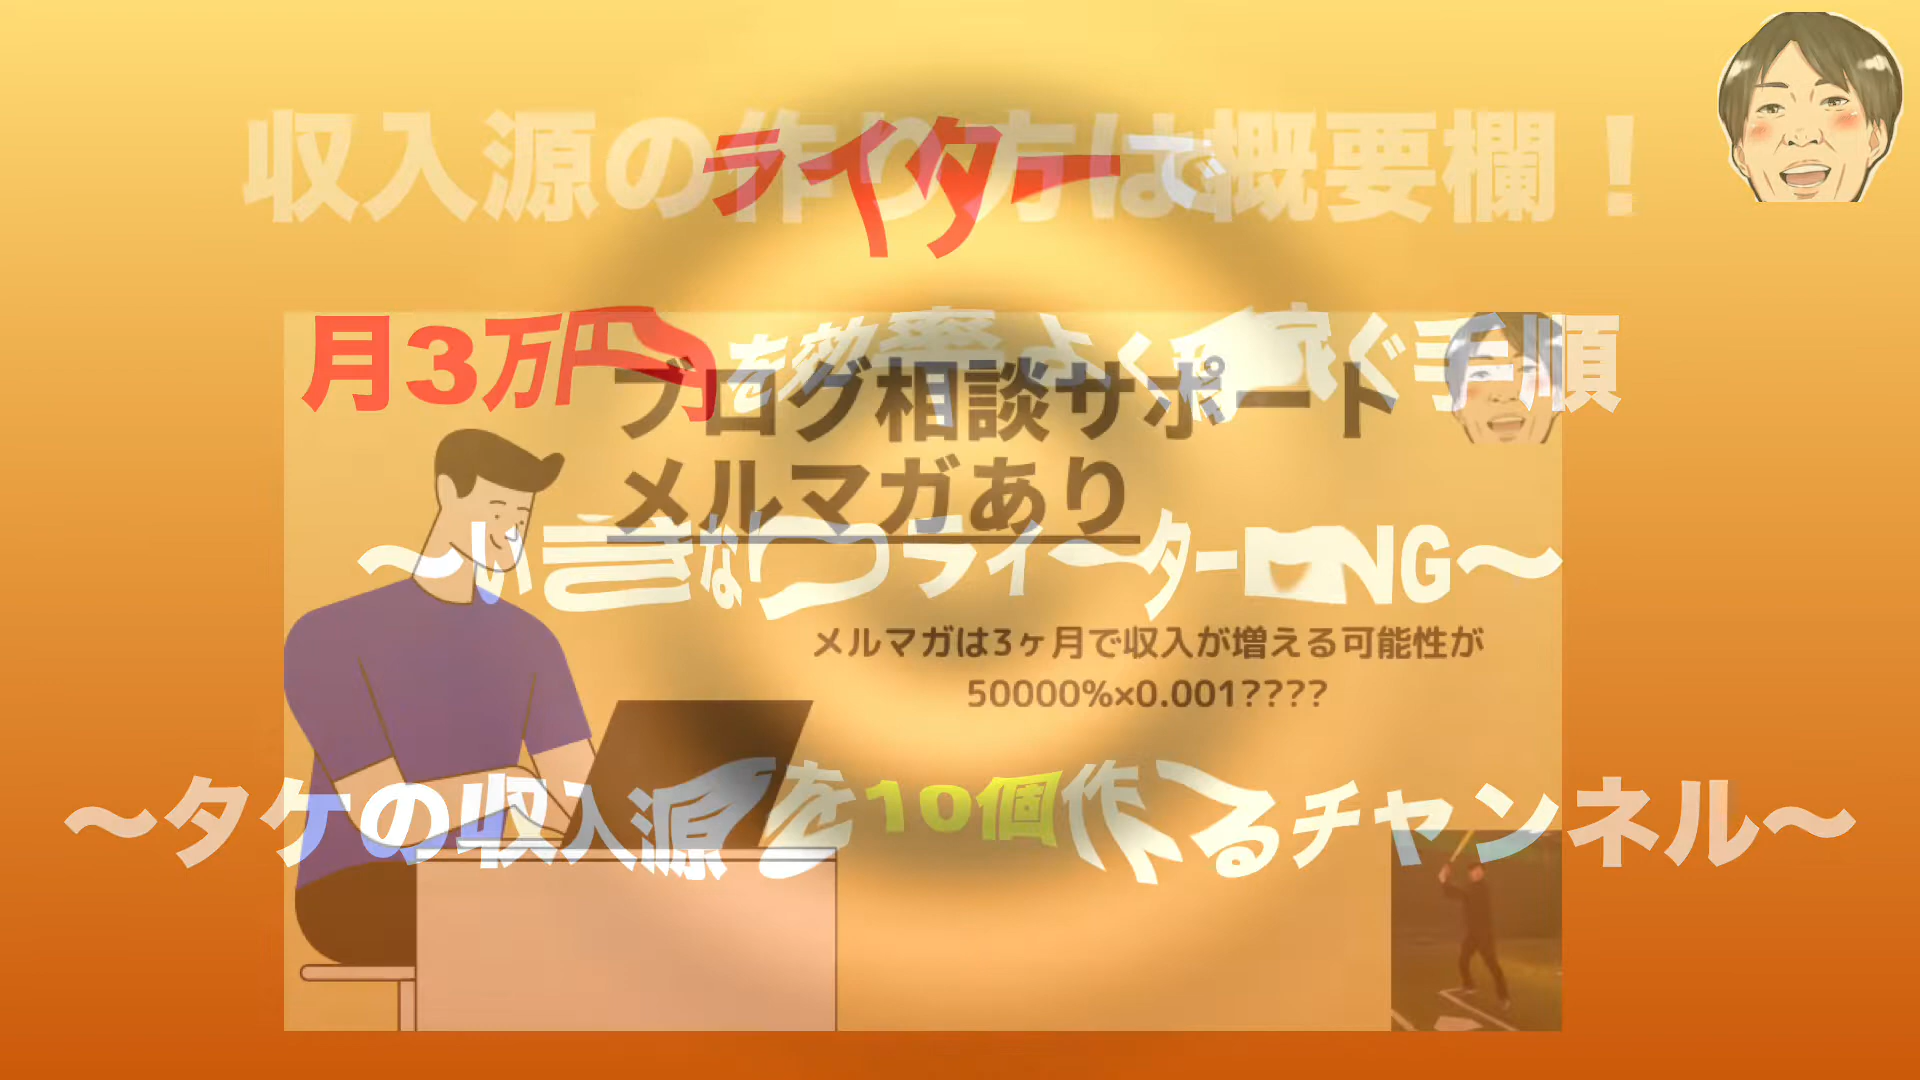 収入源の作り方は概要欄！
ライターで
月3万円を効率よく稼ぐ手順
ブログ相談サポート
メルマガあり
～いきなりライターはNG～
メルマガは3ヶ月で収入が増える可能性が
50000%×0.001????
～タケの収入源を10個作るチャンネル～